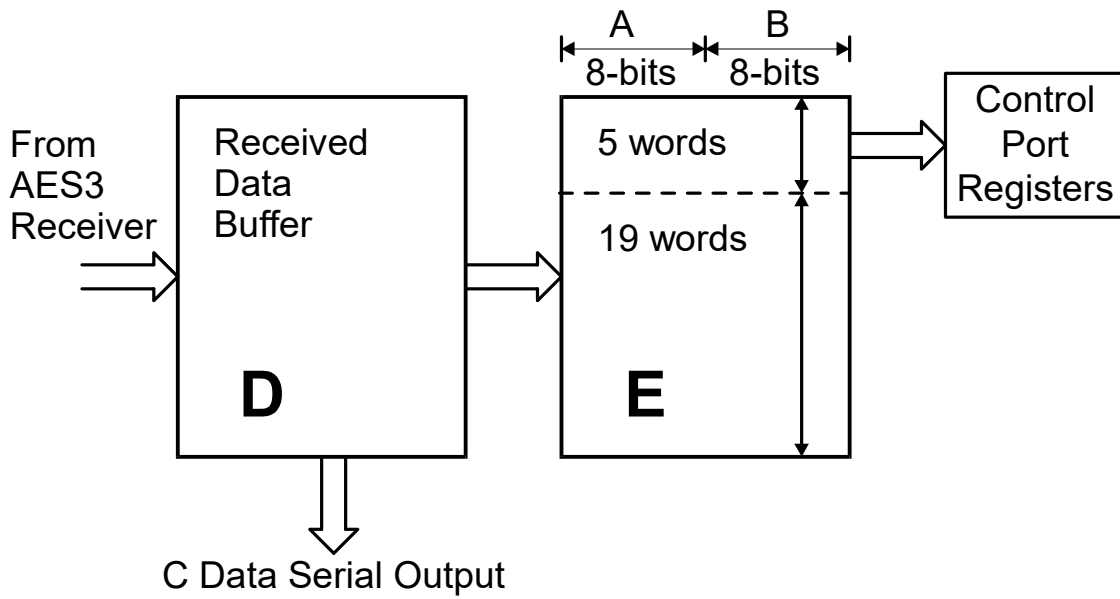 From
AES3
Receiver
Received
Data
Buffer
D
C Data Serial Output
A
B
8-bits
8-bits
5 words
19 words
E
Control
Port
Registers